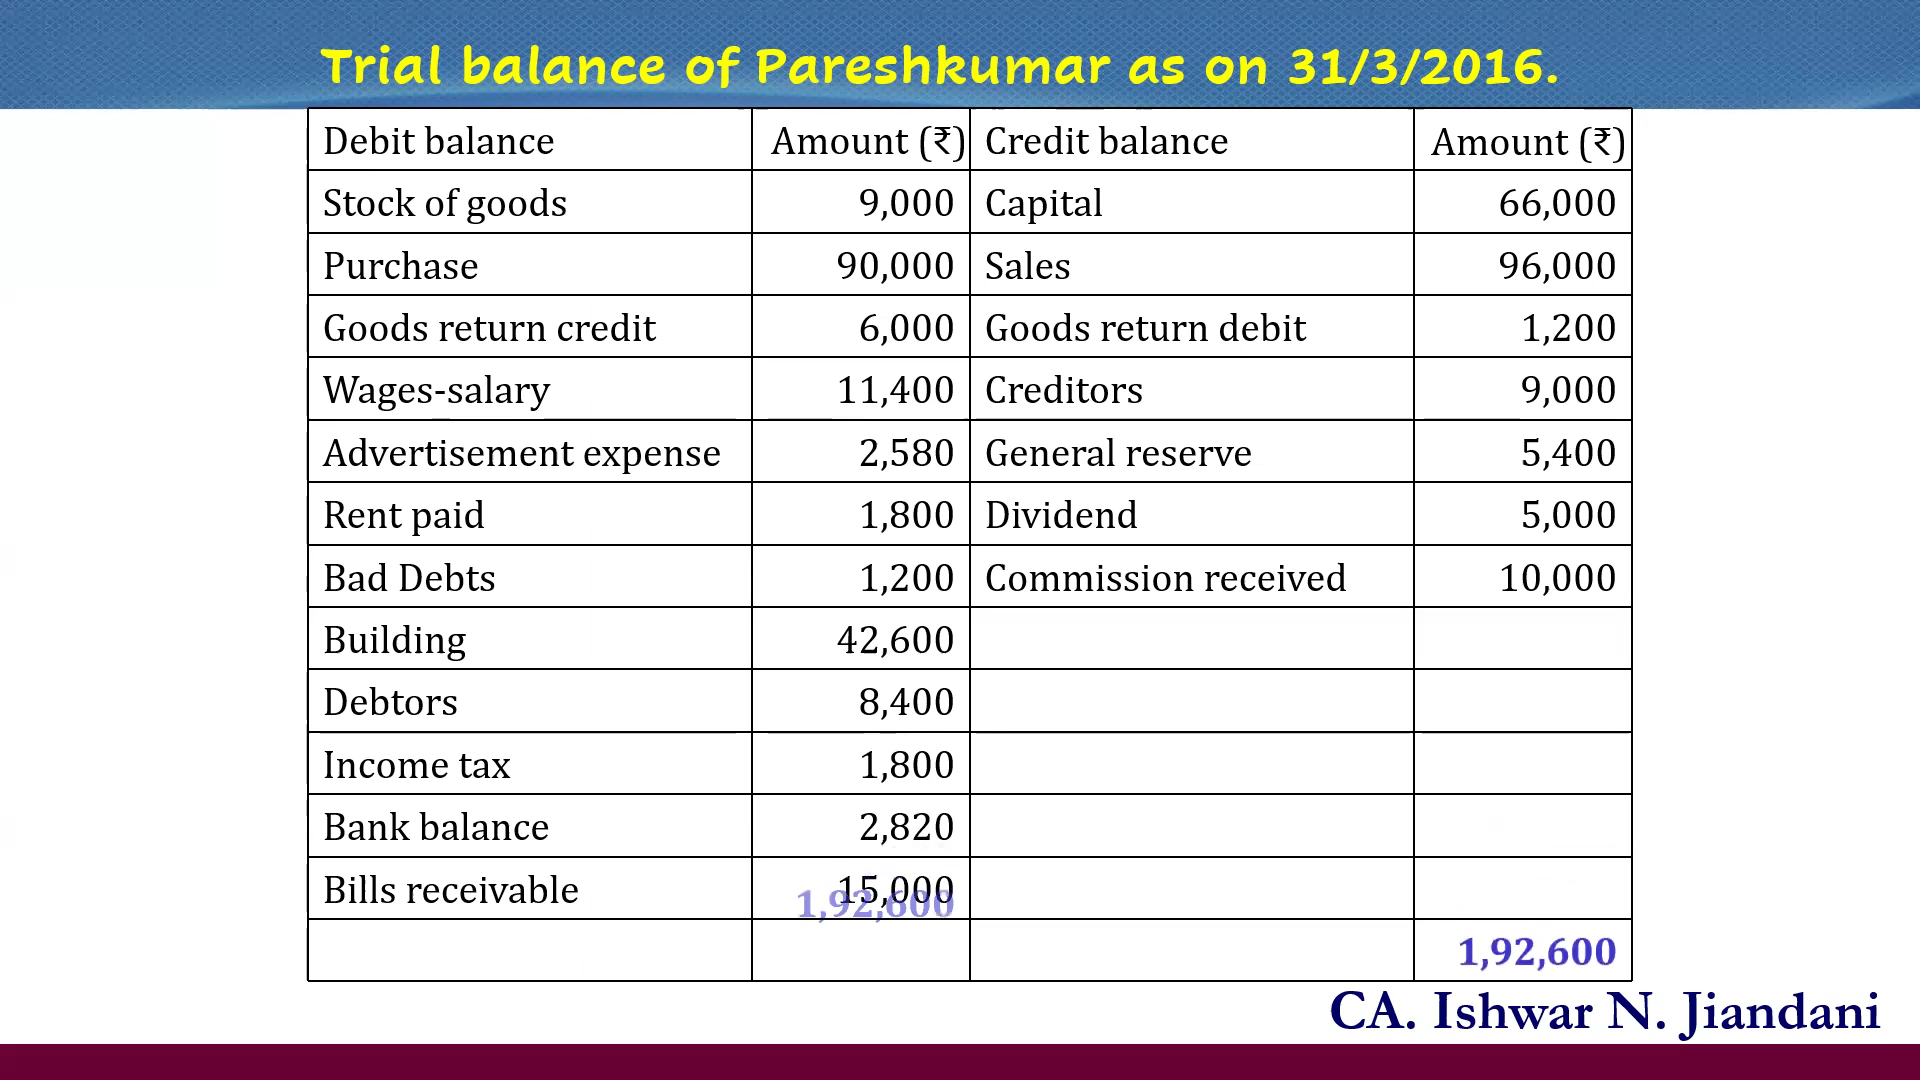 Trial balance of Pareshkumar as on 31/3/2016.
Debit balance Amount (₹) Credit balance Amount (₹)
Stock of goods 9,000 Capital 66,000
Purchase 90,000 Sales 96,000
Goods return credit 6,000 Goods return debit 1,200
Wages-salary 11,400 Creditors 9,000
Advertisement expense 2,580 General reserve 5,400
Rent paid 1,800 Dividend 5,000
Bad Debts 1,200 Commission received 10,000
Building 42,600
Debtors 8,400
Income tax 1,800
Bank balance 2,820
Bills receivable 15,000
1,92,600
1,92,600
CA. Ishwar N. Jiandani